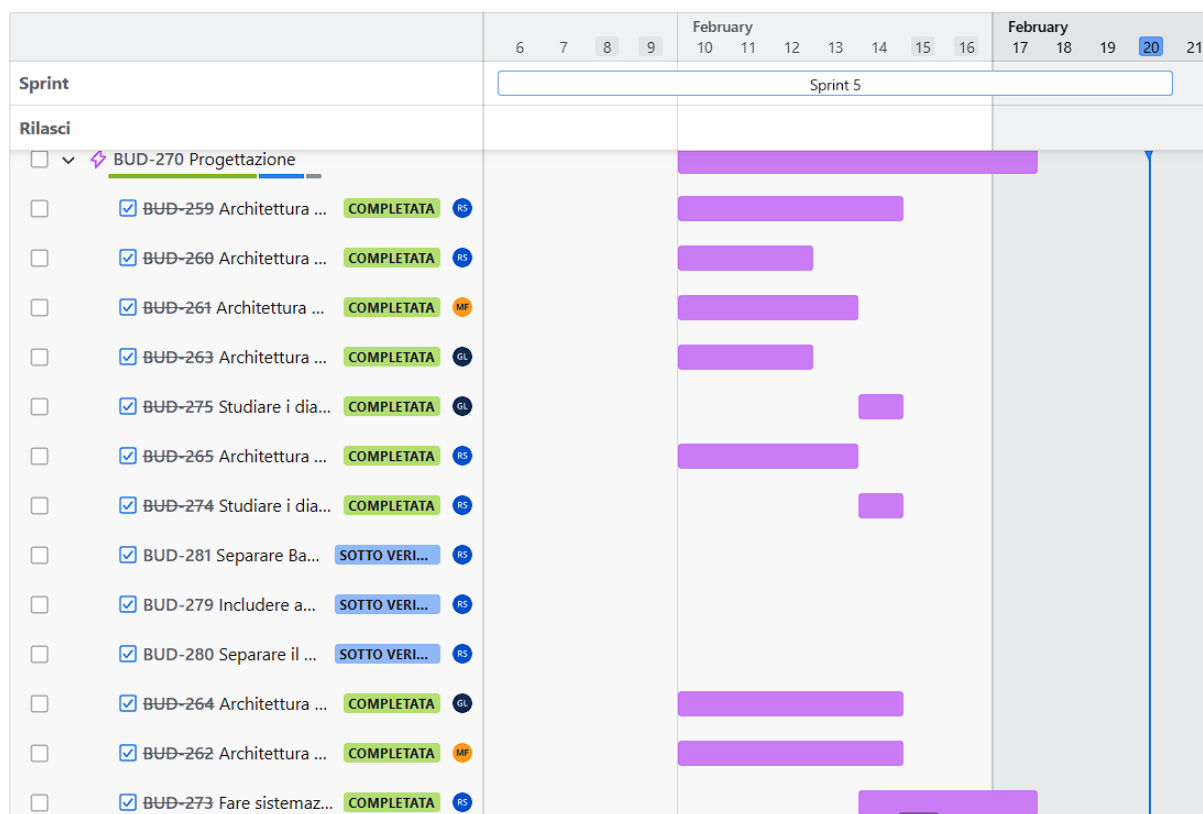 February February
6 7 8 9 10 11 12 13 14 15 16 17 18 19 20 21
Sprint Sprint 5
Rilasci
BUD-270 Progettazione
BUD-259 Architettura ... COMPLETATA RS
BUD-260 Architettura ... COMPLETATA RS
BUD-261 Architettura ... COMPLETATA MF
BUD-263 Architettura ... COMPLETATA GL
BUD-275 Studiare i dia... COMPLETATA GL
BUD-265 Architettura ... COMPLETATA RS
BUD-274 Studiare i dia... COMPLETATA RS
BUD-281 Separare Ba... SOTTO VERI... RS
BUD-279 Includere a... SOTTO VERI... RS
BUD-280 Separare il ... SOTTO VERI... RS
BUD-264 Architettura ... COMPLETATA GL
BUD-262 Architettura ... COMPLETATA MF
BUD-273 Fare sistemaz... COMPLETATA RS